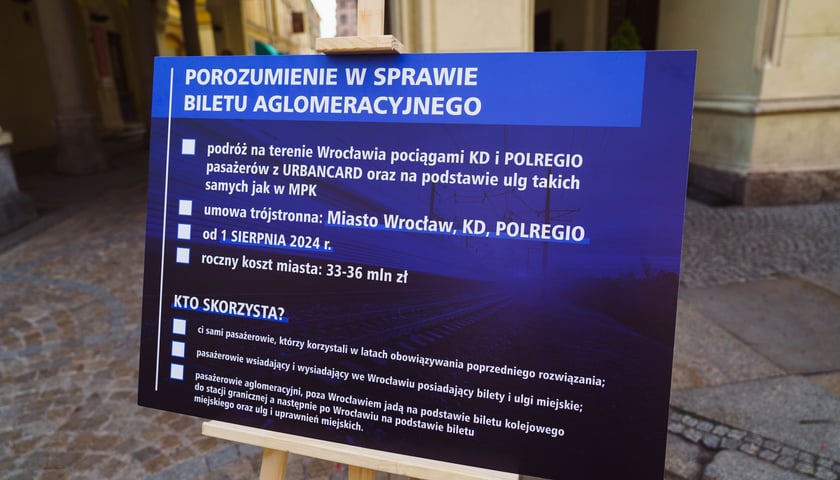 POROZUMIENIE W SPRAWIE
BILETU AGLOMERACYJNEGO
podróż na terenie Wrocławia pociągami KD i POLREGIO
pasażerów z URBANCARD oraz na podstawie ulg takich
samych jak w MPK
umowa trójstronna: Miasto Wrocław, KD, POLREGIO
od 1 SIERPNIA 2024 r.
roczny koszt miasta: 33-36 mln zł
KTO SKORZYSTA?
ci sami pasażerowie, którzy korzystali w latach obowiązywania poprzedniego rozwiązania;
pasażerowie wsiadający i wysiadający we Wrocławiu posiadający bilety i ulgi miejskie;
pasażerowie aglomeracyjni, poza Wrocławiem jadą na podstawie biletu kolejowego
do stacji granicznej a następnie po Wrocławiu na podstawie biletu
miejskiego oraz ulg i uprawnień miejskich.